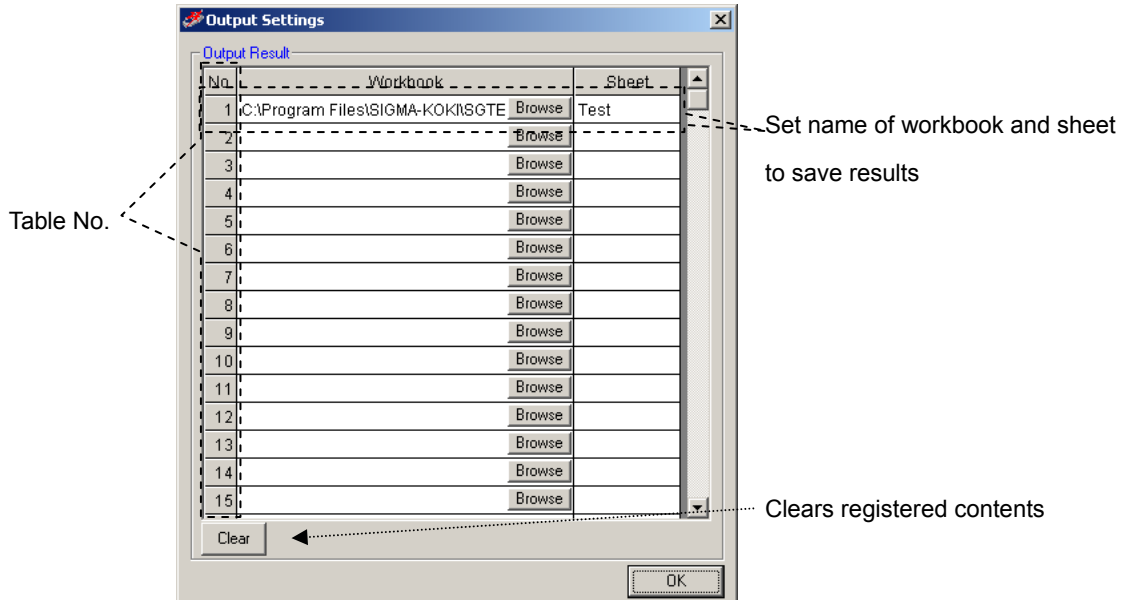 Output Settings
Output Result
No. Workbook Sheet
1 C:\Program Files\SIGMA-KOKI\SGTE Browse Test
2 Browse
3 Browse
4 Browse
5 Browse
6 Browse
7 Browse
8 Browse
9 Browse
10 Browse
11 Browse
12 Browse
13 Browse
14 Browse
15 Browse
Clear
OK
Table No.
Set name of workbook and sheet
to save results
Clears registered contents